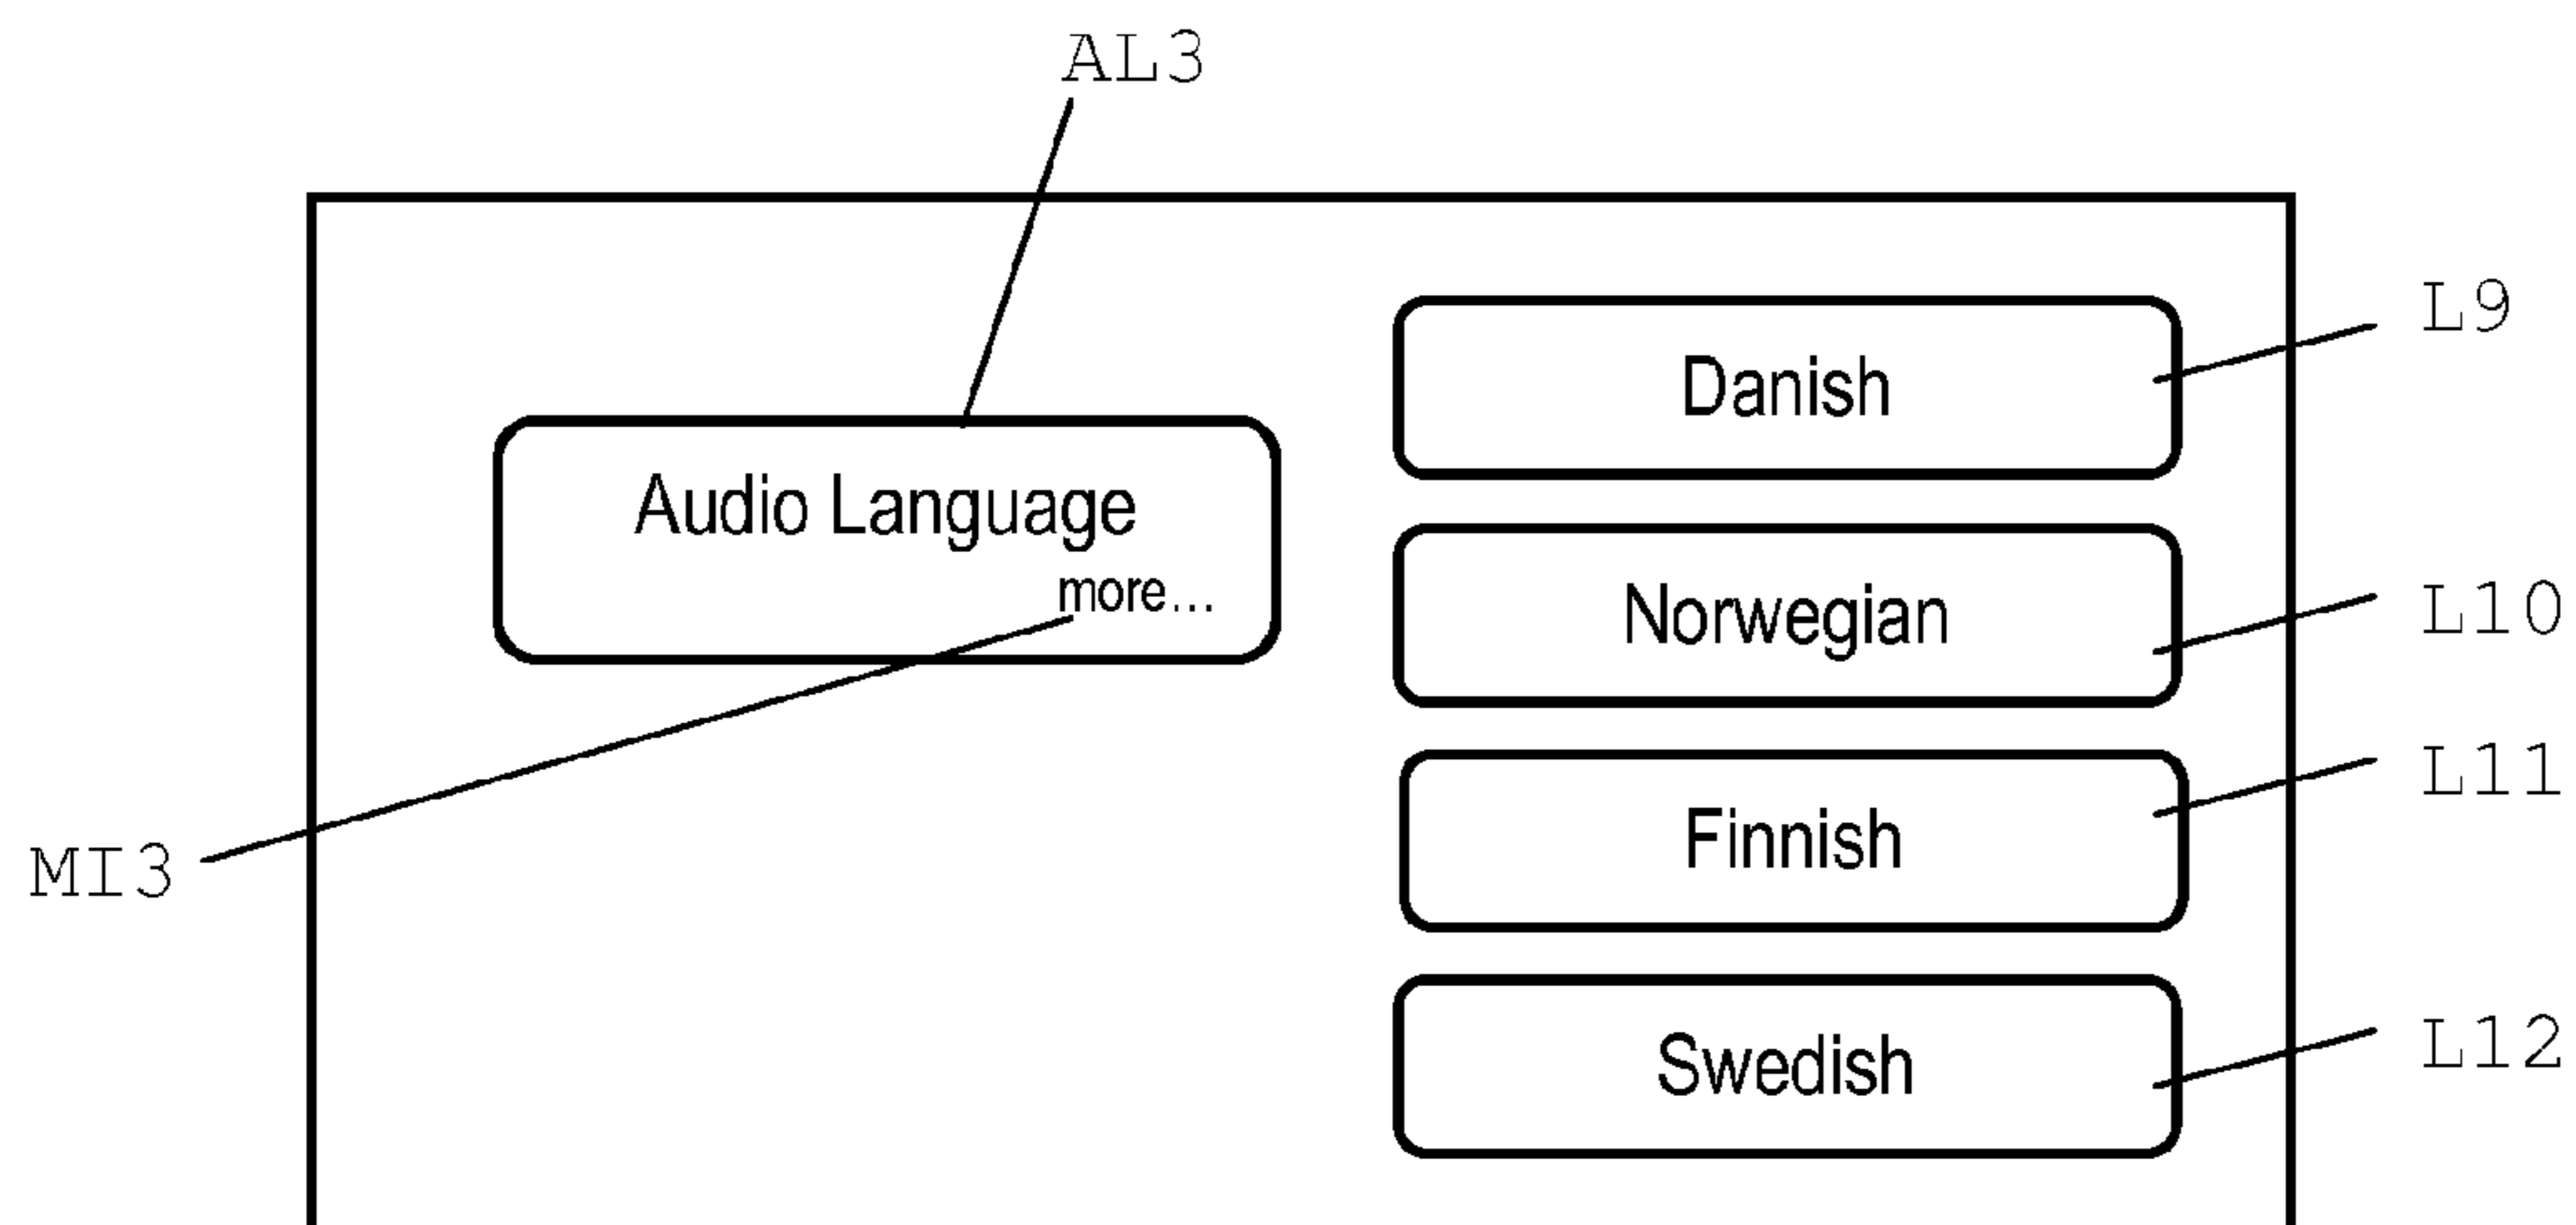 AL3
L9
Danish
Audio Language
more...
L10
Norwegian
L11
Finnish
MI3
L12
Swedish